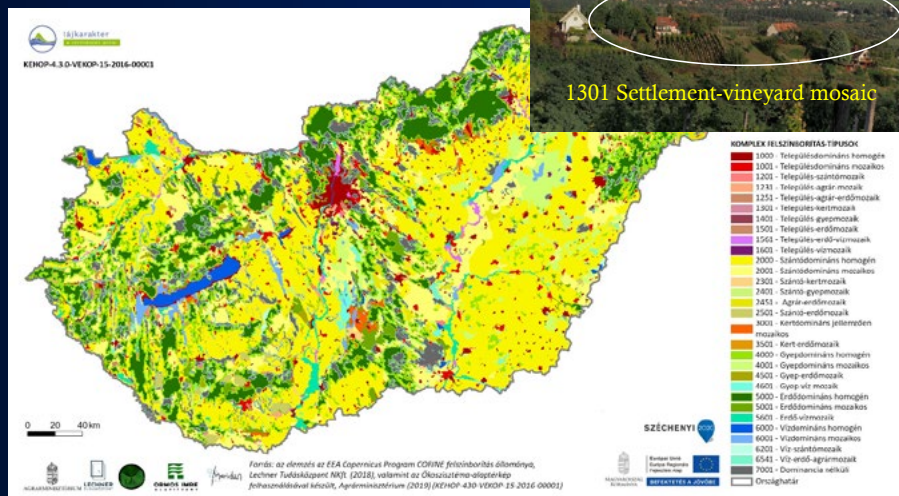 tájkarakter
KEHOP-4.3.0-VEKOP-15-2016-00001
1301 Settlement-vineyard mosaic
KOMPLEX FELSZÍNBORÍTÁS-TÍPUSOK
1000 - Településdomináns homogén
1001 - Településdomináns mozaikos
1201 - Település-szántómozaik
1231 - Település-agrár-mozaik
1251 - Település-agrár-erdőmozaik
1301 - Település-kertmozaik
1401 - Település-gyepmozaik
1501 - Település-erdőmozaik
1561 - Település-erdő-vízmozaik
1601 - Település-vízmozaik
2000 - Szántódomináns homogén
2001 - Szántódomináns mozaikos
2301 - Szántó-kertmozaik
2401 - Szántó-gyepmozaik
2451 - Agrár-erdőmozaik
2501 - Szántó-erdőmozaik
3001 - Kertdomináns jellemzően
mozaikos
3501 - Kert-erdőmozaik
4000 - Gyepdomináns homogén
4001 - Gyepdomináns mozaikos
4501 - Gyep-erdőmozaik
4601 - Gyep-víz mozaik
5000 - Erdődomináns homogén
5001 - Erdődomináns mozaikos
5601 - Erdő-vízmozaik
6000 - Vízdomináns homogén
6001 - Vízdomináns mozaikos
6201 - Víz-szántómozaik
6541 - Víz-erdő-agrármozaik
7001 - Dominancia nélküli
Országhatár
0 20 40 km
SZÉCHENYI 2020
AGRÁRMINISZTÉRIUM
LECHNER
ORMOS IMRE
Forrás: az elemzés az EEA Copernicus Program CORINE felszínborítás állománya,
Lechner Tudásközpont NKft. (2018), valamint az Ökoszisztéma-alaptérkép
felhasználásával készült, Agrárminisztérium (2019) (KEHOP-430-VEKOP-15-2016-00001)
MAGYARORSZÁG
KORMÁNYA
Európai Unió
BEFEKTETÉS A JÖVŐBE